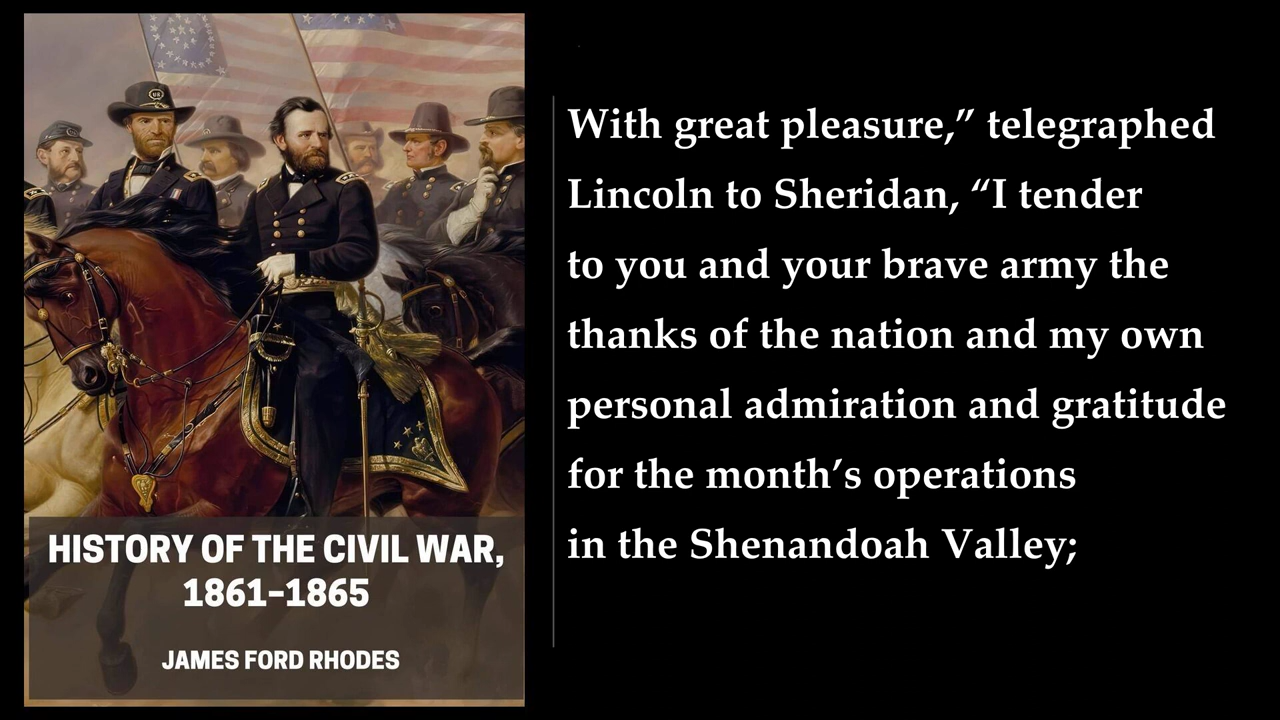 HISTORY OF THE CIVIL WAR,
1861–1865
JAMES FORD RHODES
With great pleasure,” telegraphed
Lincoln to Sheridan, “I tender
to you and your brave army the
thanks of the nation and my own
personal admiration and gratitude
for the month’s operations
in the Shenandoah Valley;